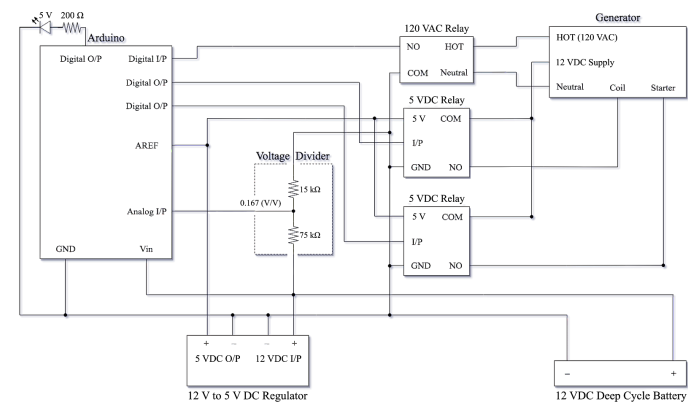 5 V 200 Ω
Arduino
Digital O/P
Digital I/P
Digital O/P
Digital O/P
AREF
Analog I/P
GND
Vin
Voltage Divider
15 kΩ
0.167 (V/V)
75 kΩ
120 VAC Relay
NO HOT
COM Neutral
5 VDC Relay
5 V COM
I/P
GND NO
5 VDC Relay
5 V COM
I/P
GND NO
Generator
HOT (120 VAC)
12 VDC Supply
Neutral Coil Starter
+ − − +
5 VDC O/P 12 VDC I/P
12 V to 5 V DC Regulator
− +
12 VDC Deep Cycle Battery